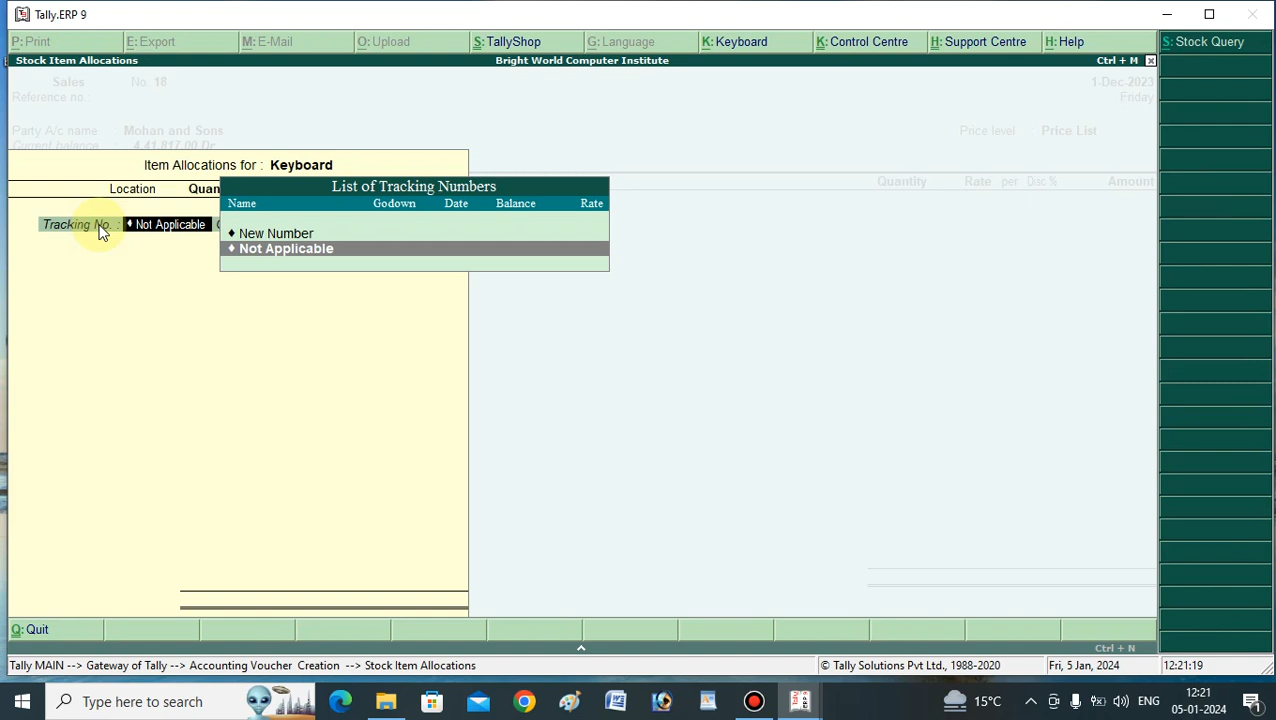 Tally.ERP 9
P: Print E: Export M: E-Mail O: Upload S: TallyShop G: Language K: Keyboard K: Control Centre H: Support Centre H: Help S: Stock Query
Stock Item Allocations Bright World Computer Institute Ctrl + M
Sales No. 18 1-Dec-2023
Reference no.: Friday
Party A/c name : Mohan and Sons Price level : Price List
Current balance : 4,41,817.00 Dr
Item Allocations for : Keyboard
Location Quan Quantity Rate per Disc % Amount
List of Tracking Numbers
Name Godown Date Balance Rate
Tracking No. : ♦ Not Applicable
♦ New Number
♦ Not Applicable
Q: Quit
Ctrl + N
Tally MAIN --> Gateway of Tally --> Accounting Voucher Creation --> Stock Item Allocations © Tally Solutions Pvt Ltd., 1988-2020 Fri, 5 Jan, 2024 12:21:19
Type here to search 15°C ENG 12:21
05-01-2024